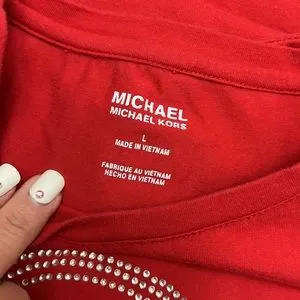 MICHAEL
MICHAEL KORS
L
MADE IN VIETNAM
FABRIQUE AU VIETNAM
HECHO EN VIETNAM